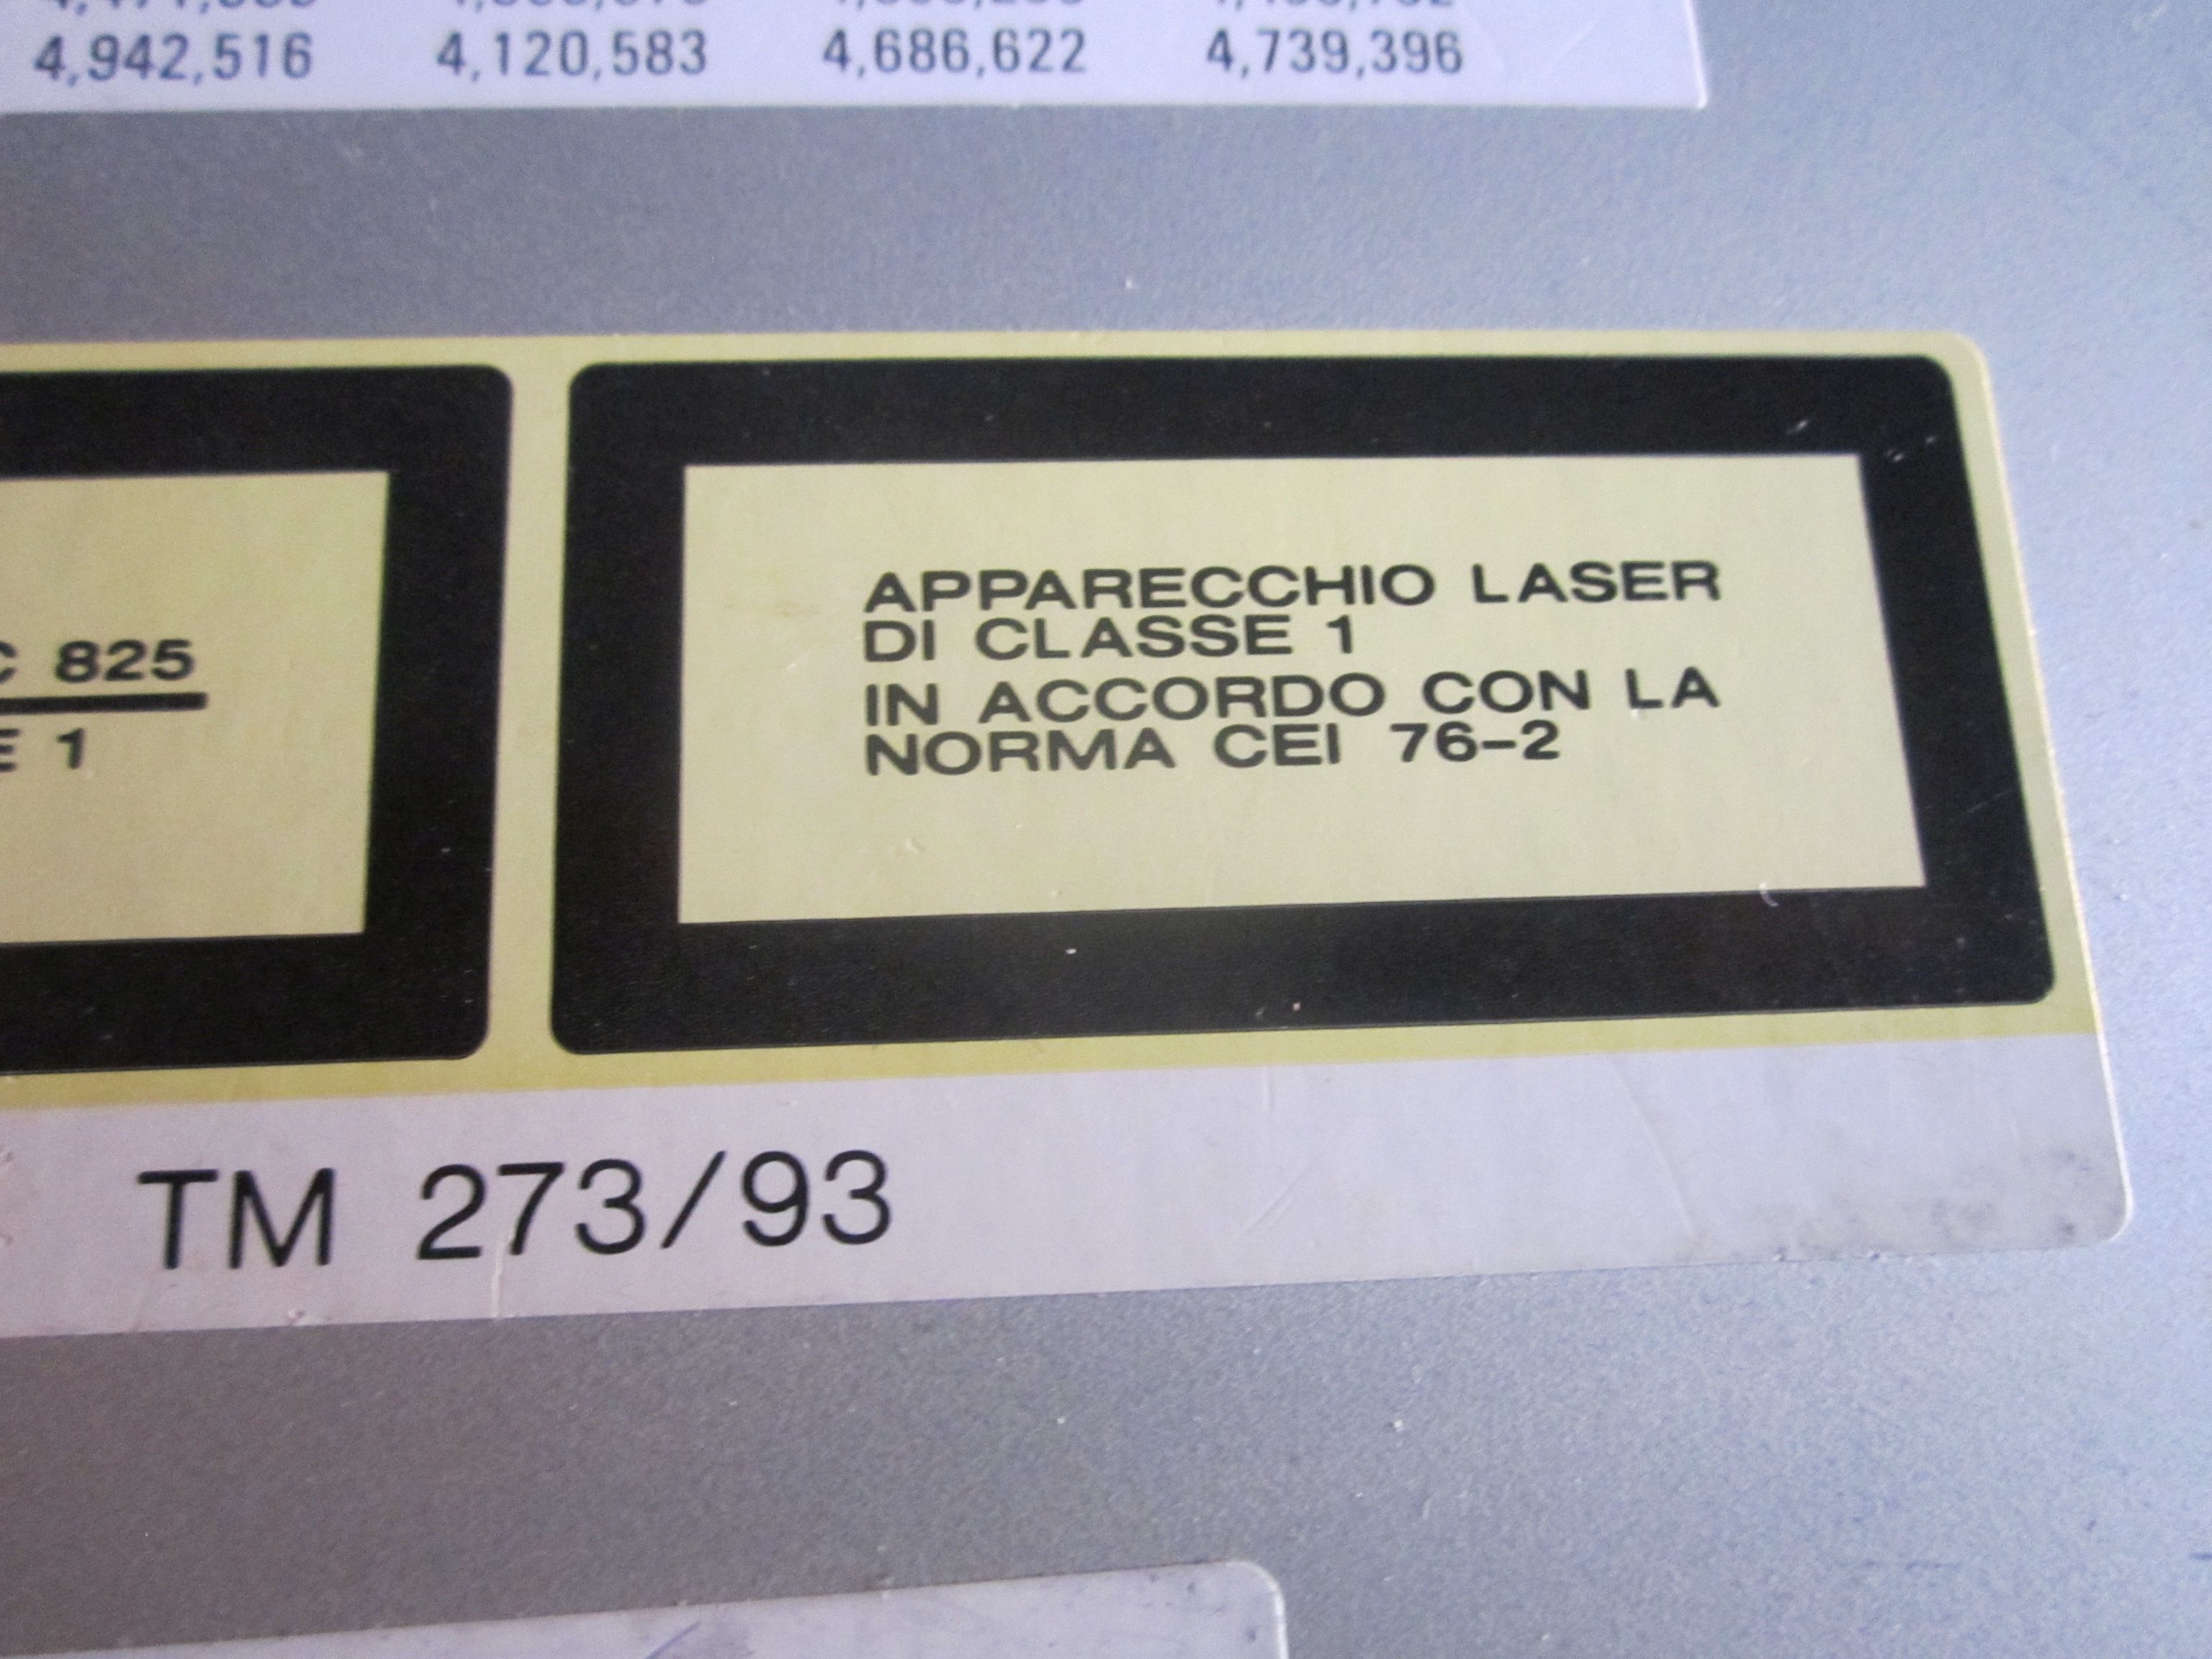 4,942,516 4,120,583 4,686,622 4,739,396
825
1
APPARECCHIO LASER
DI CLASSE 1
IN ACCORDO CON LA
NORMA CEI 76-2
TM 273/93